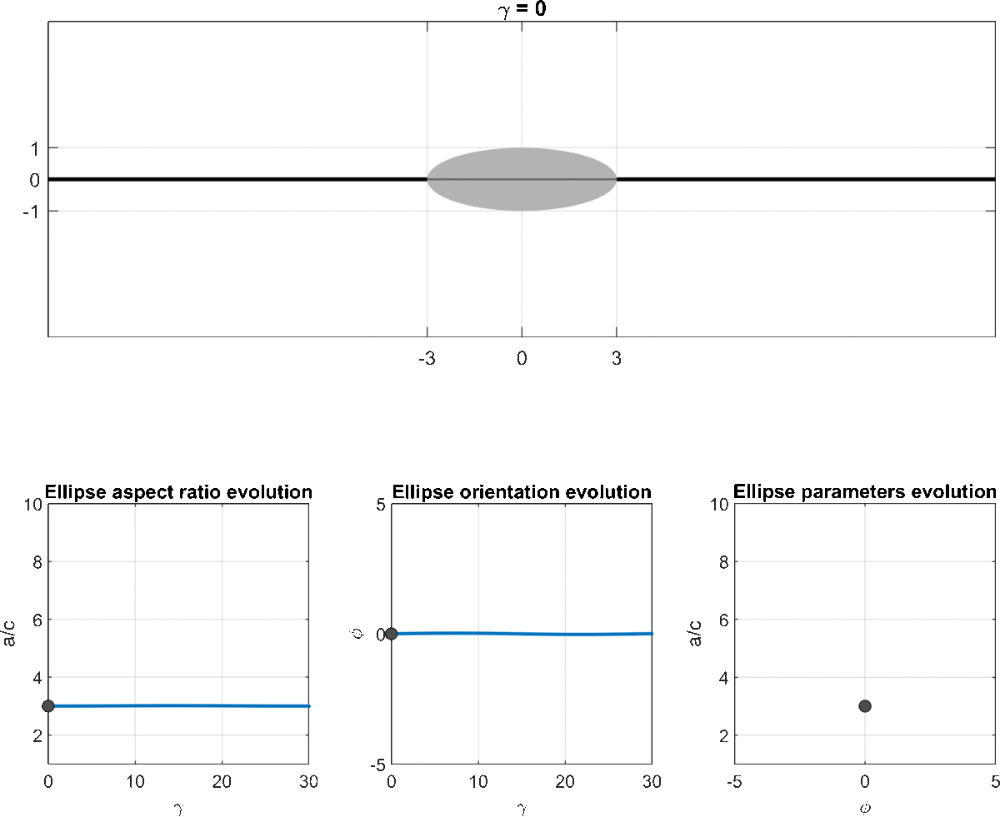 γ = 0
1
0
-1
-3 0 3
Ellipse aspect ratio evolution
10
8
6
4
2
a/c
0 10 20 30
γ
Ellipse orientation evolution
5
0
-5
ϕ
0 10 20 30
γ
Ellipse parameters evolution
10
8
6
4
2
a/c
-5 0 5
ϕ